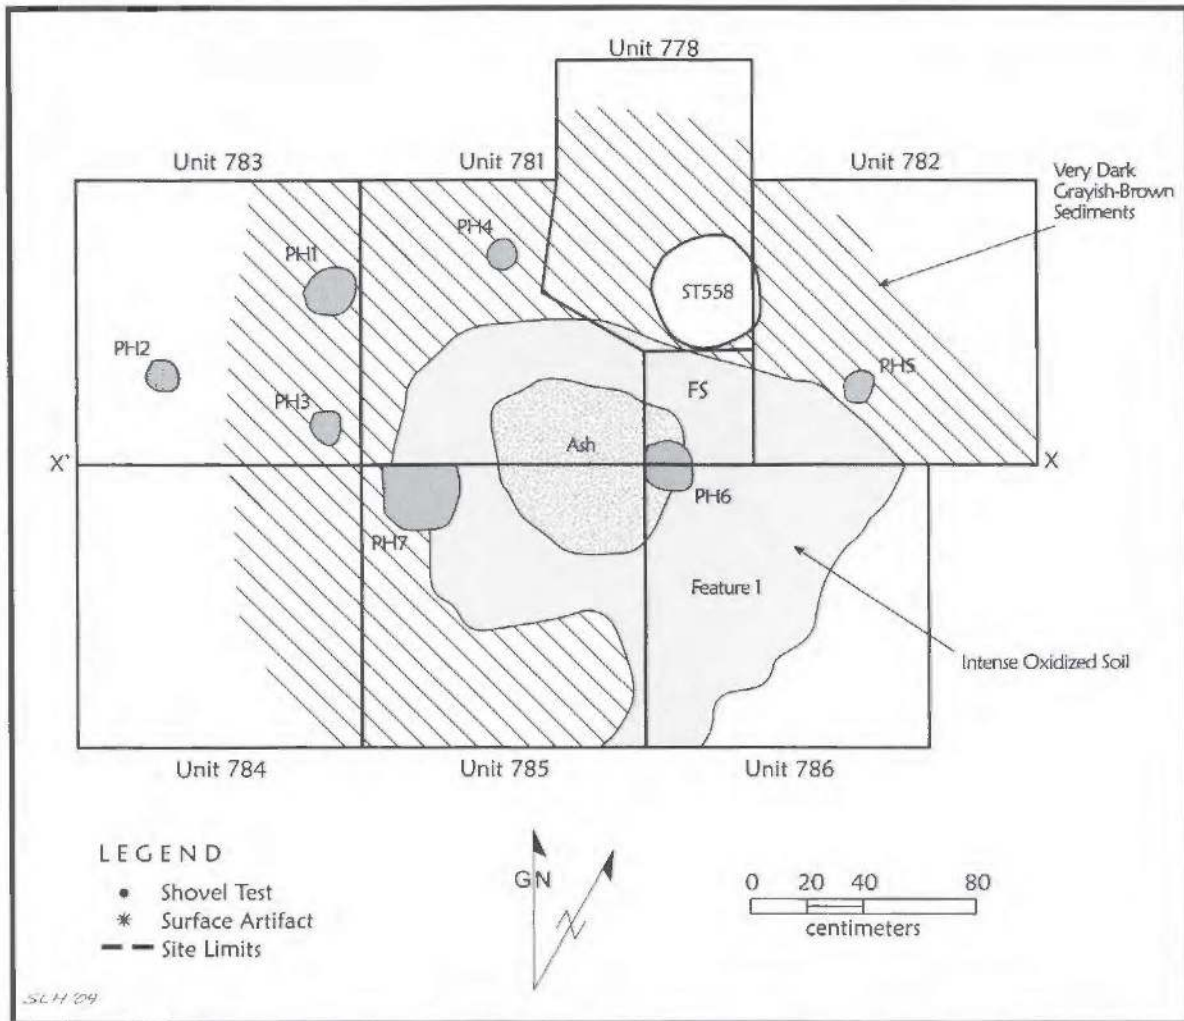 Unit 778
Unit 783
Unit 781
Unit 782
Very Dark
Grayish-Brown
Sediments
PH4
PH1
ST558
PH2
PH5
FS
PH3
Ash
X'
X
PH6
PH7
Feature 1
Intense Oxidized Soil
Unit 784
Unit 785
Unit 786
LEGEND
• Shovel Test
* Surface Artifact
Site Limits
GN
N
0 20 40 80
centimeters
SLH '09